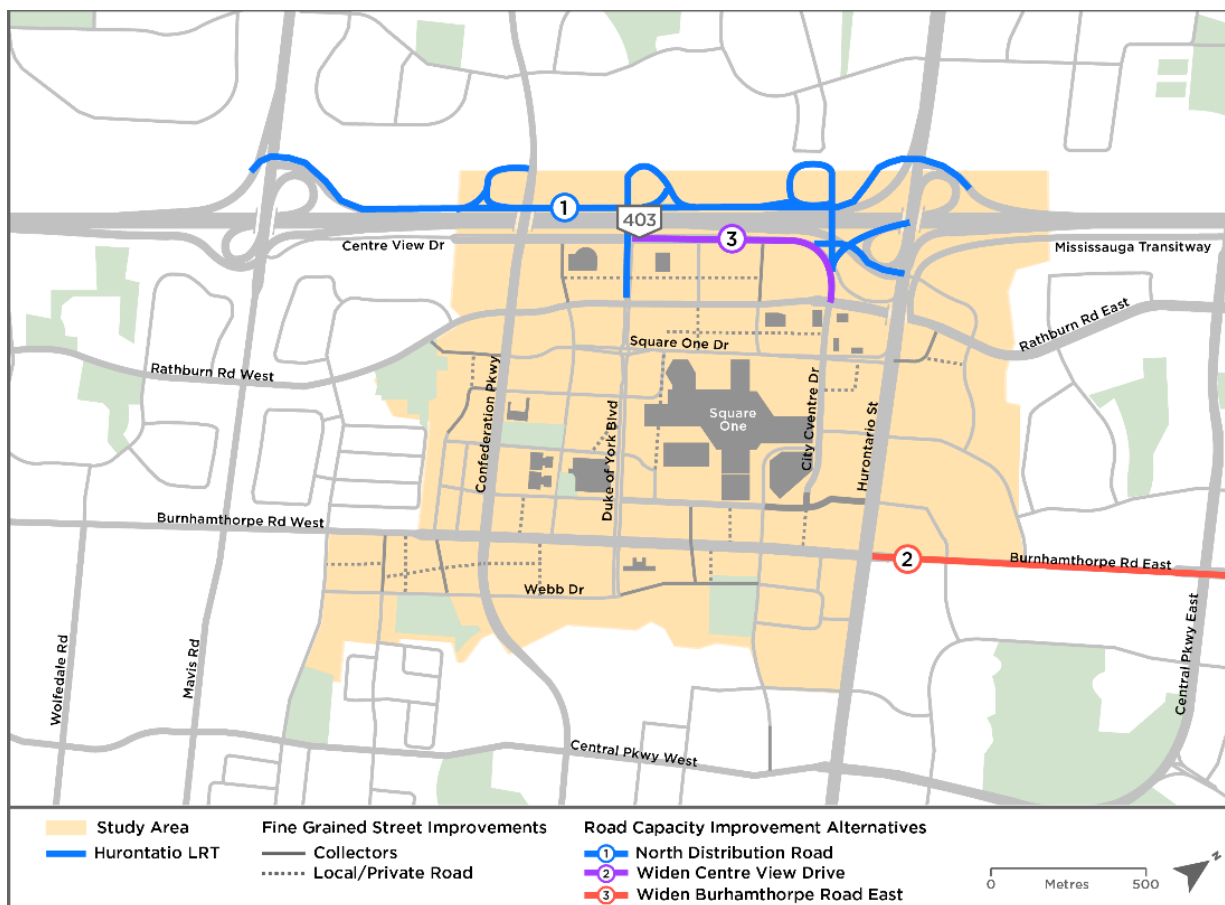 1
403
3
Centre View Dr
Mississauga Transitway
Rathburn Rd East
Square One Dr
Rathburn Rd West
Confederation Pkwy
Duke of York Blvd
Square
One
City Cventre Dr
Hurontario St
Burnhamthorpe Rd West
2
Burnhamthorpe Rd East
Webb Dr
Wolfedale Rd
Mavis Rd
Central Pkwy East
Central Pkwy West
Study Area
Hurontatio LRT
Fine Grained Street Improvements
Collectors
Local/Private Road
Road Capacity Improvement Alternatives
1 North Distribution Road
2 Widen Centre View Drive
3 Widen Burhamthorpe Road East
0 Metres 500
N